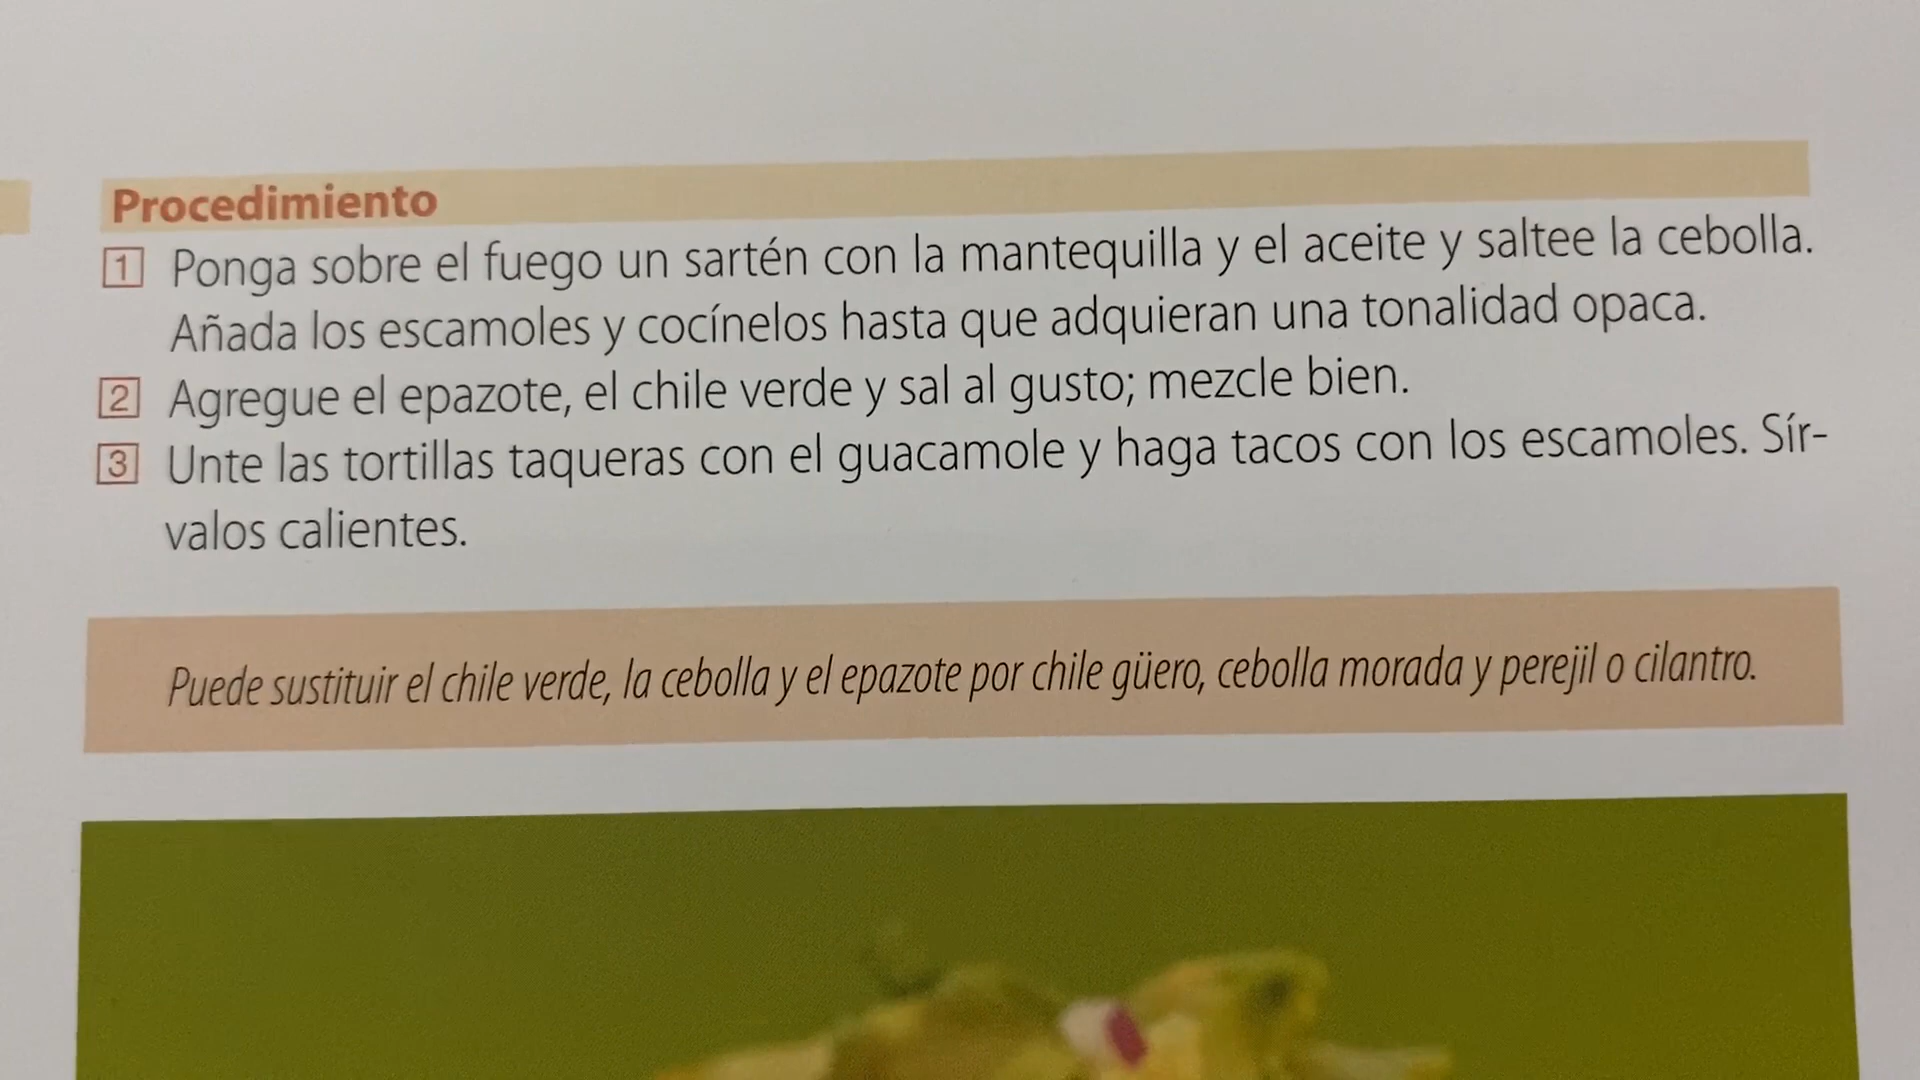 Procedimiento
1 Ponga sobre el fuego un sartén con la mantequilla y el aceite y saltee la cebolla.
Añada los escamoles y cocínelos hasta que adquieran una tonalidad opaca.
2 Agregue el epazote, el chile verde y sal al gusto; mezcle bien.
3 Unte las tortillas taqueras con el guacamole y haga tacos con los escamoles. Sír-
valos calientes.
Puede sustituir el chile verde, la cebolla y el epazote por chile güero, cebolla morada y perejil o cilantro.